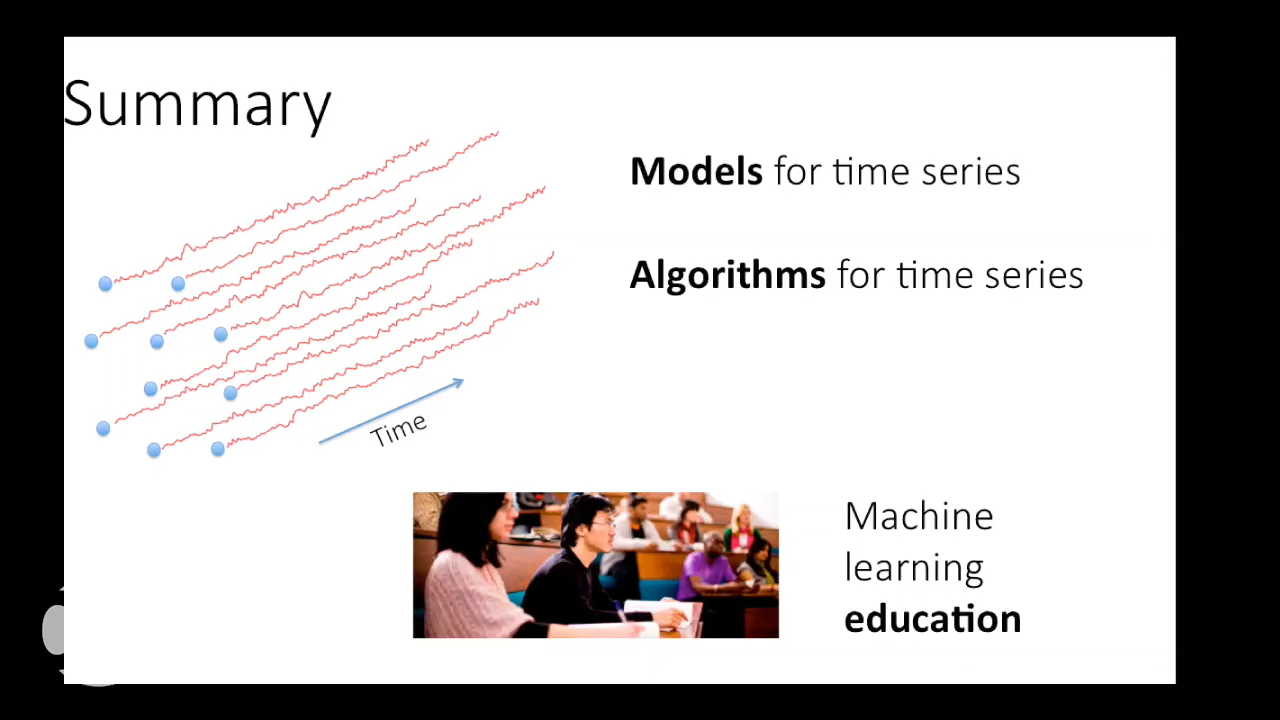 Summary
Models for time series
Algorithms for time series
Time
Machine
learning
education